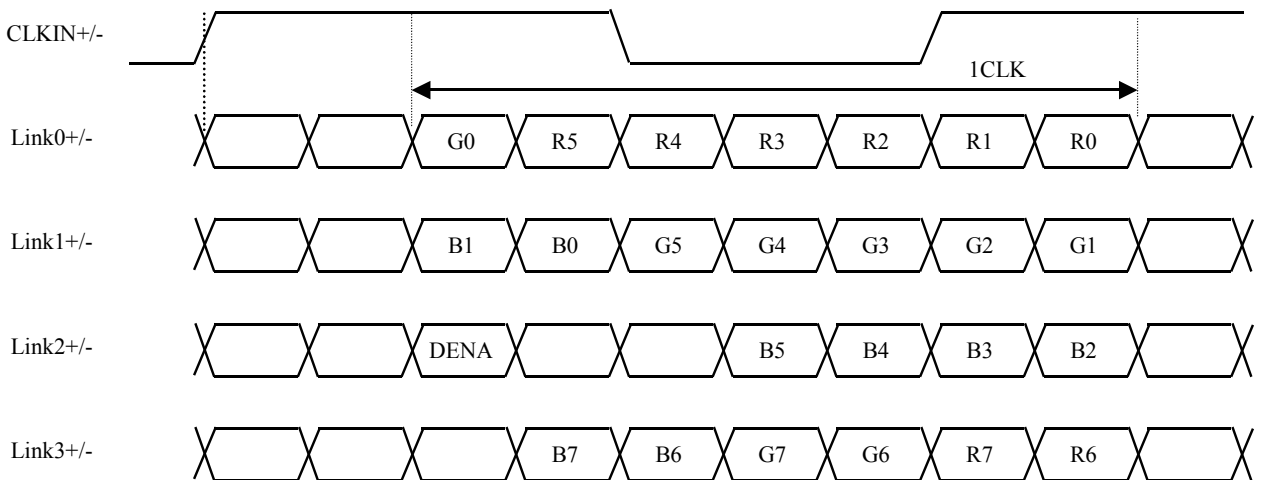 CLKIN+/-
1CLK
Link0+/- G0 R5 R4 R3 R2 R1 R0
Link1+/- B1 B0 G5 G4 G3 G2 G1
Link2+/- DENA B5 B4 B3 B2
Link3+/- B7 B6 G7 G6 R7 R6